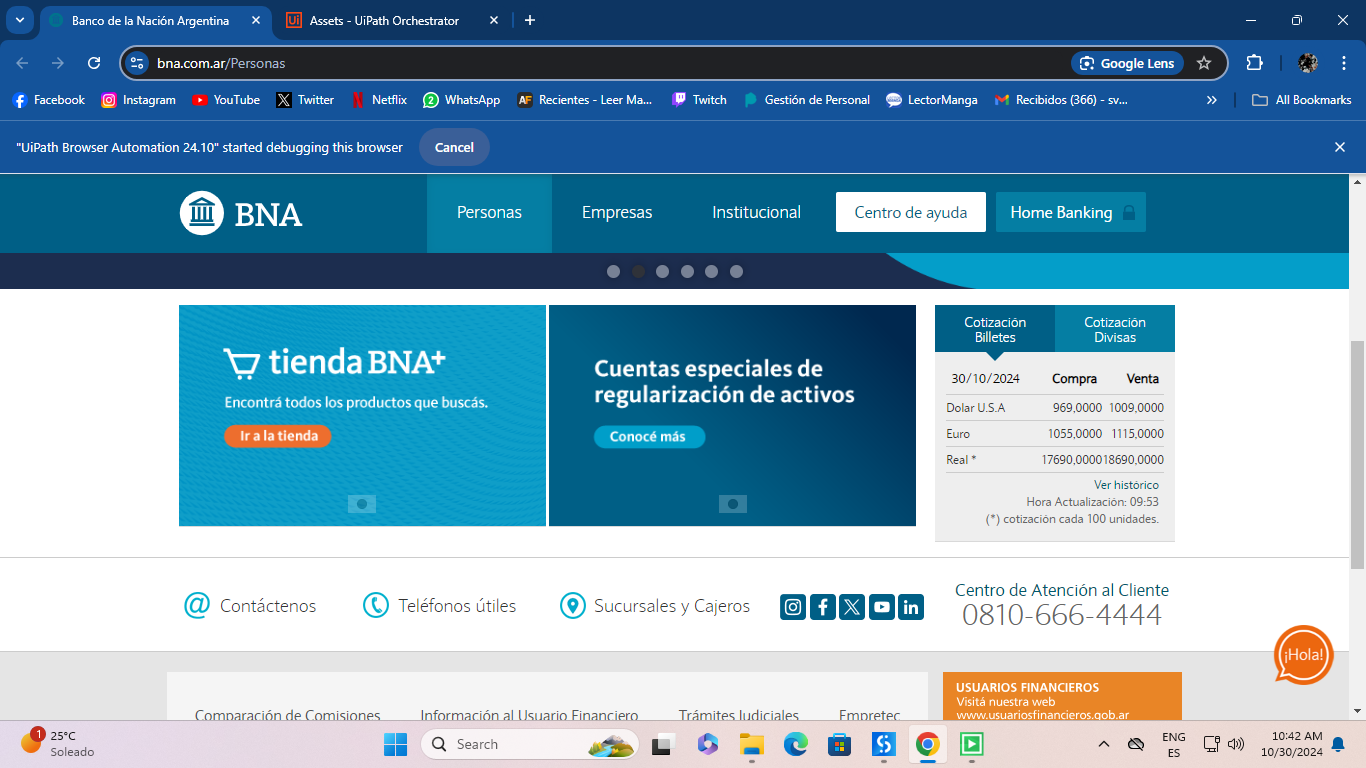 Banco de la Nación Argentina
Assets - UiPath Orchestrator
bna.com.ar/Personas
Google Lens
Facebook Instagram YouTube Twitter Netflix WhatsApp Recientes - Leer Ma... Twitch Gestión de Personal LectorManga Recibidos (366) - sv... All Bookmarks
"UiPath Browser Automation 24.10" started debugging this browser Cancel
BNA Personas Empresas Institucional Centro de ayuda Home Banking
tienda BNA+
Encontrá todos los productos que buscás.
Ir a la tienda
Cuentas especiales de
regularización de activos
Conocé más
Cotización
Billetes
Cotización
Divisas
30/10/2024 Compra Venta
Dolar U.S.A 969,0000 1009,0000
Euro 1055,0000 1115,0000
Real * 17690,0000 18690,0000
Ver histórico
Hora Actualización: 09:53
(*) cotización cada 100 unidades.
Contáctenos
Teléfonos útiles
Sucursales y Cajeros
Centro de Atención al Cliente
0810-666-4444
¡Hola!
Comparación de Comisiones Información al Usuario Financiero Trámites Judiciales Empretec
USUARIOS FINANCIEROS
Visitá nuestra web
www.usuariosfinancieros.gob.ar
1
25°C
Soleado
Search
ENG
ES
10:42 AM
10/30/2024